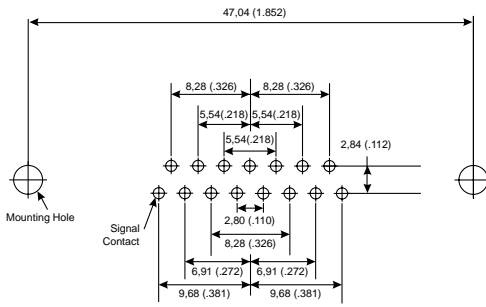 47,04 (1.852)
8,28 (.326) 8,28 (.326)
5,54(.218) 5,54(.218)
5,54(.218)
2,84 (.112)
Mounting Hole
Signal
Contact
2,80 (.110)
8,28 (.326)
6,91 (.272) 6,91 (.272)
9,68 (.381) 9,68 (.381)